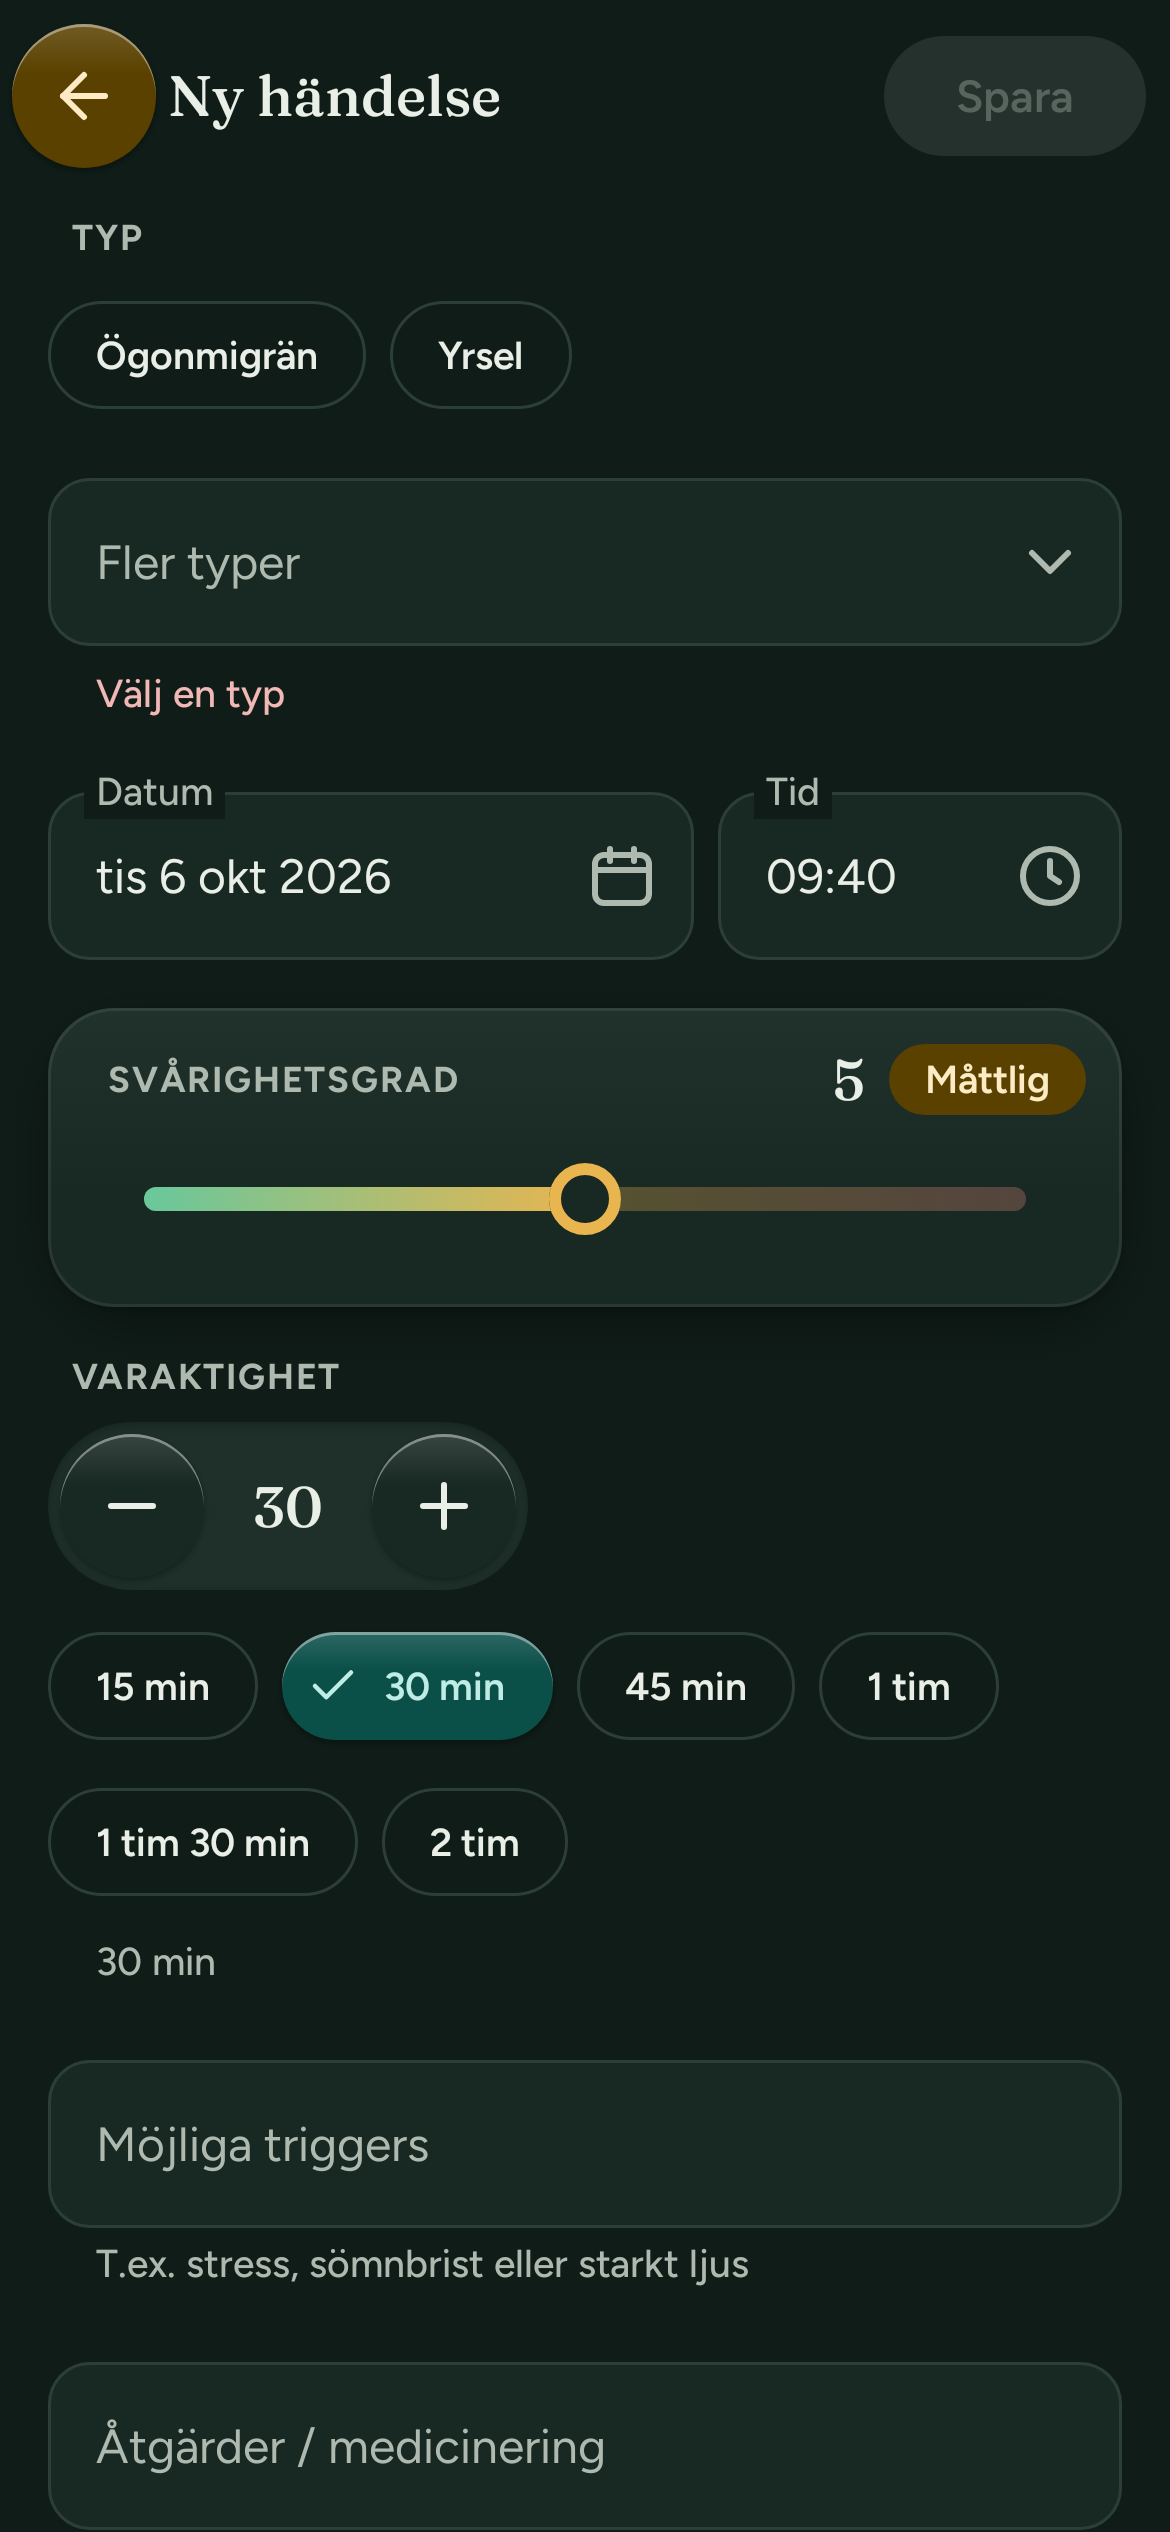 Ny händelse
Spara
TYP
Ögonmigrän
Yrsel
Fler typer
Välj en typ
Datum
Tid
tis 6 okt 2026
09:40
SVÅRIGHETSGRAD
5
Måttlig
VARAKTIGHET
30
15 min
30 min
45 min
1 tim
1 tim 30 min
2 tim
30 min
Möjliga triggers
T.ex. stress, sömnbrist eller starkt ljus
Åtgärder / medicinering